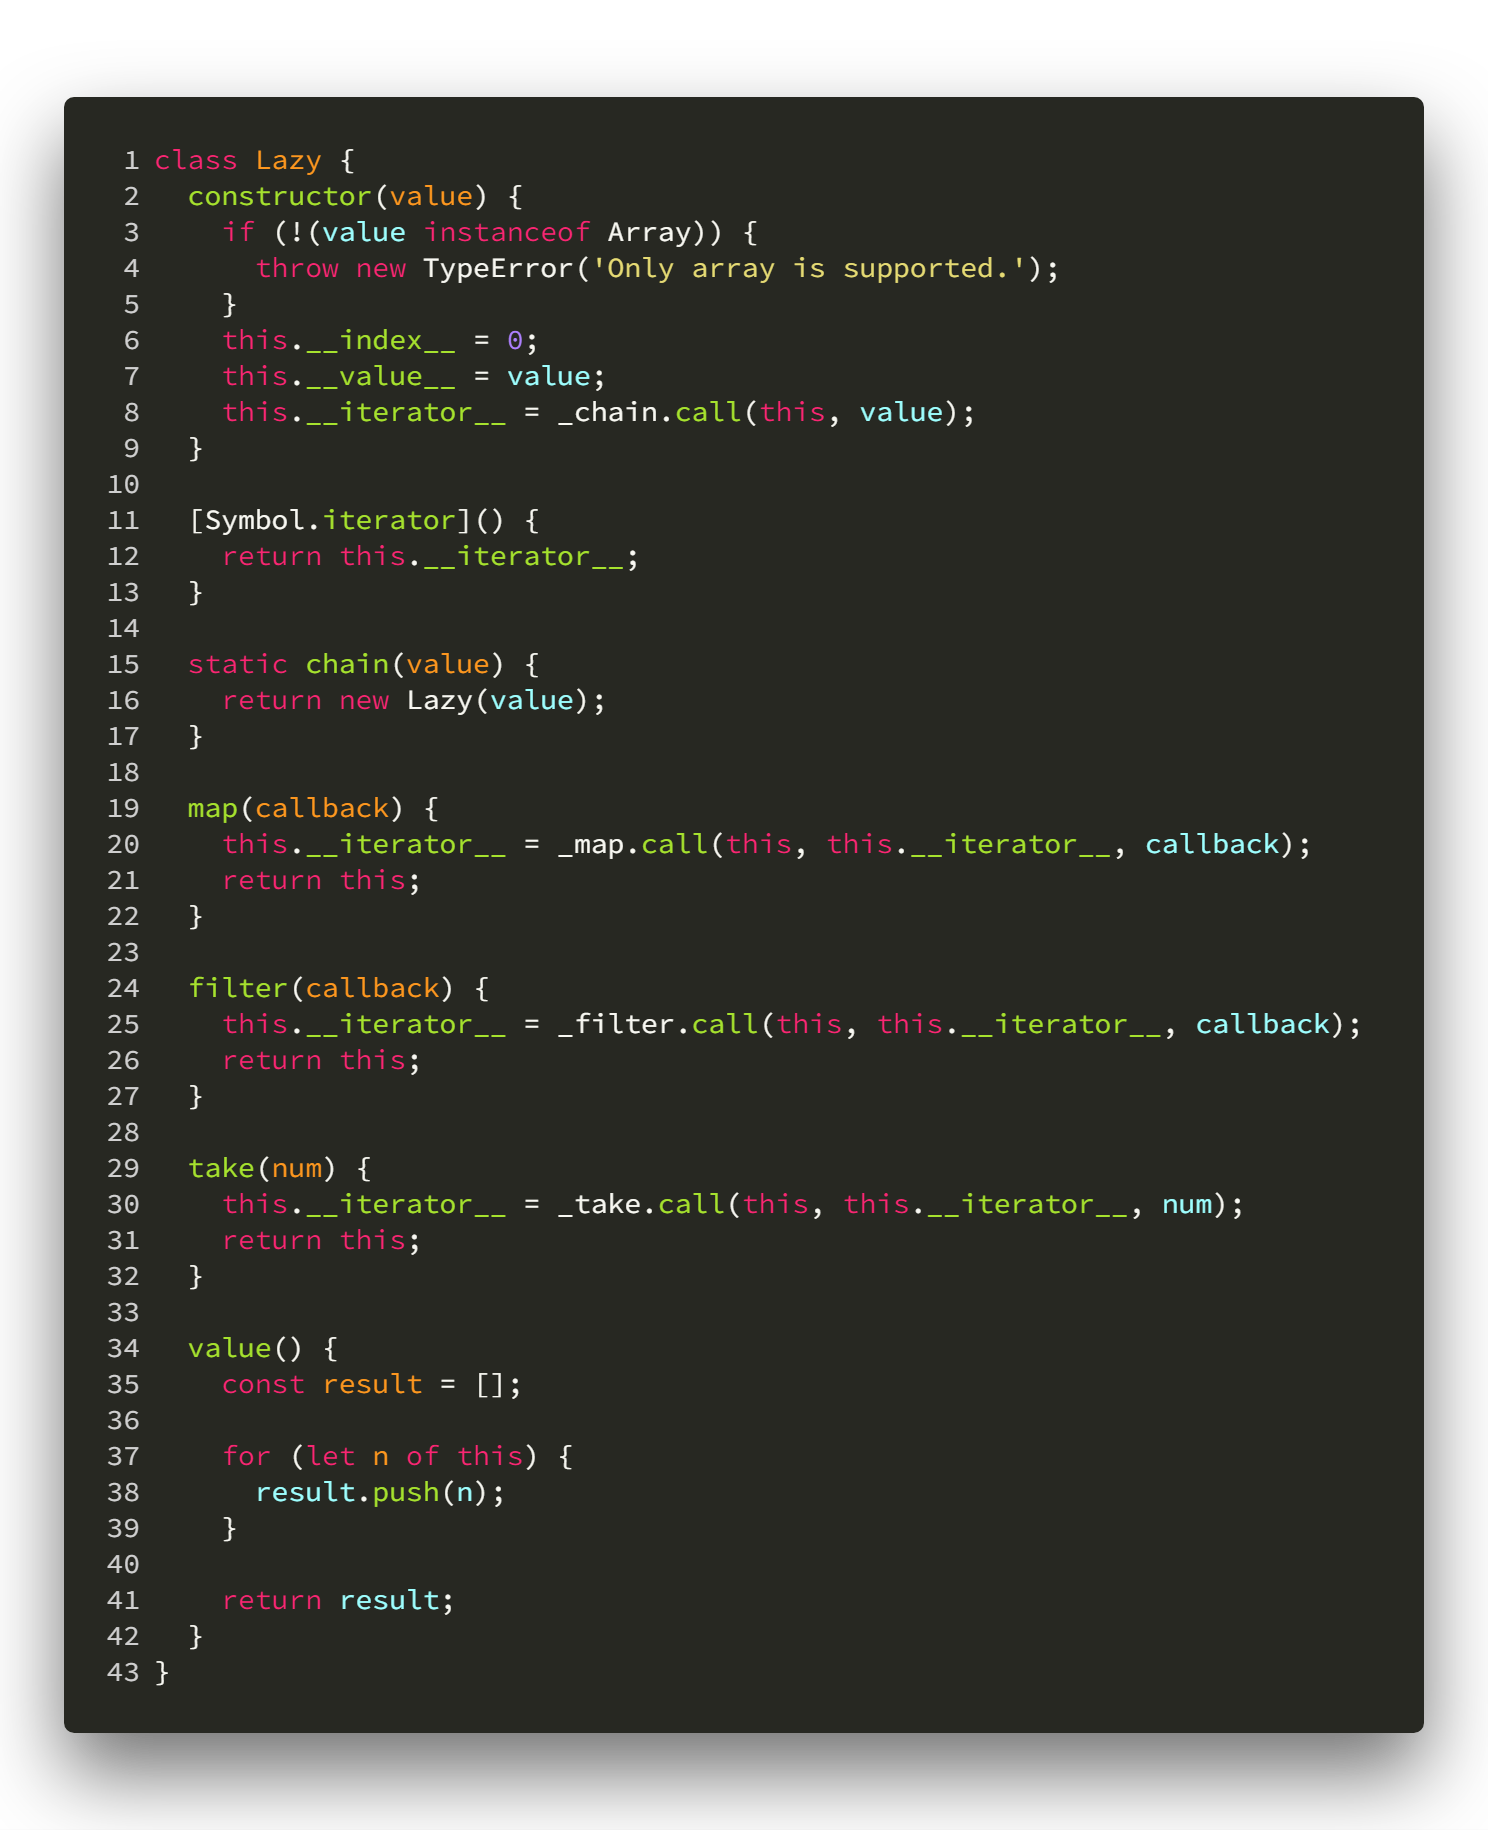 1 class Lazy {
2   constructor(value) {
3     if (!(value instanceof Array)) {
4       throw new TypeError('Only array is supported.');
5     }
6     this.__index__ = 0;
7     this.__value__ = value;
8     this.__iterator__ = _chain.call(this, value);
9   }
10
11   [Symbol.iterator]() {
12     return this.__iterator__;
13   }
14
15   static chain(value) {
16     return new Lazy(value);
17   }
18
19   map(callback) {
20     this.__iterator__ = _map.call(this, this.__iterator__, callback);
21     return this;
22   }
23
24   filter(callback) {
25     this.__iterator__ = _filter.call(this, this.__iterator__, callback);
26     return this;
27   }
28
29   take(num) {
30     this.__iterator__ = _take.call(this, this.__iterator__, num);
31     return this;
32   }
33
34   value() {
35     const result = [];
36
37     for (let n of this) {
38       result.push(n);
39     }
40
41     return result;
42   }
43 }